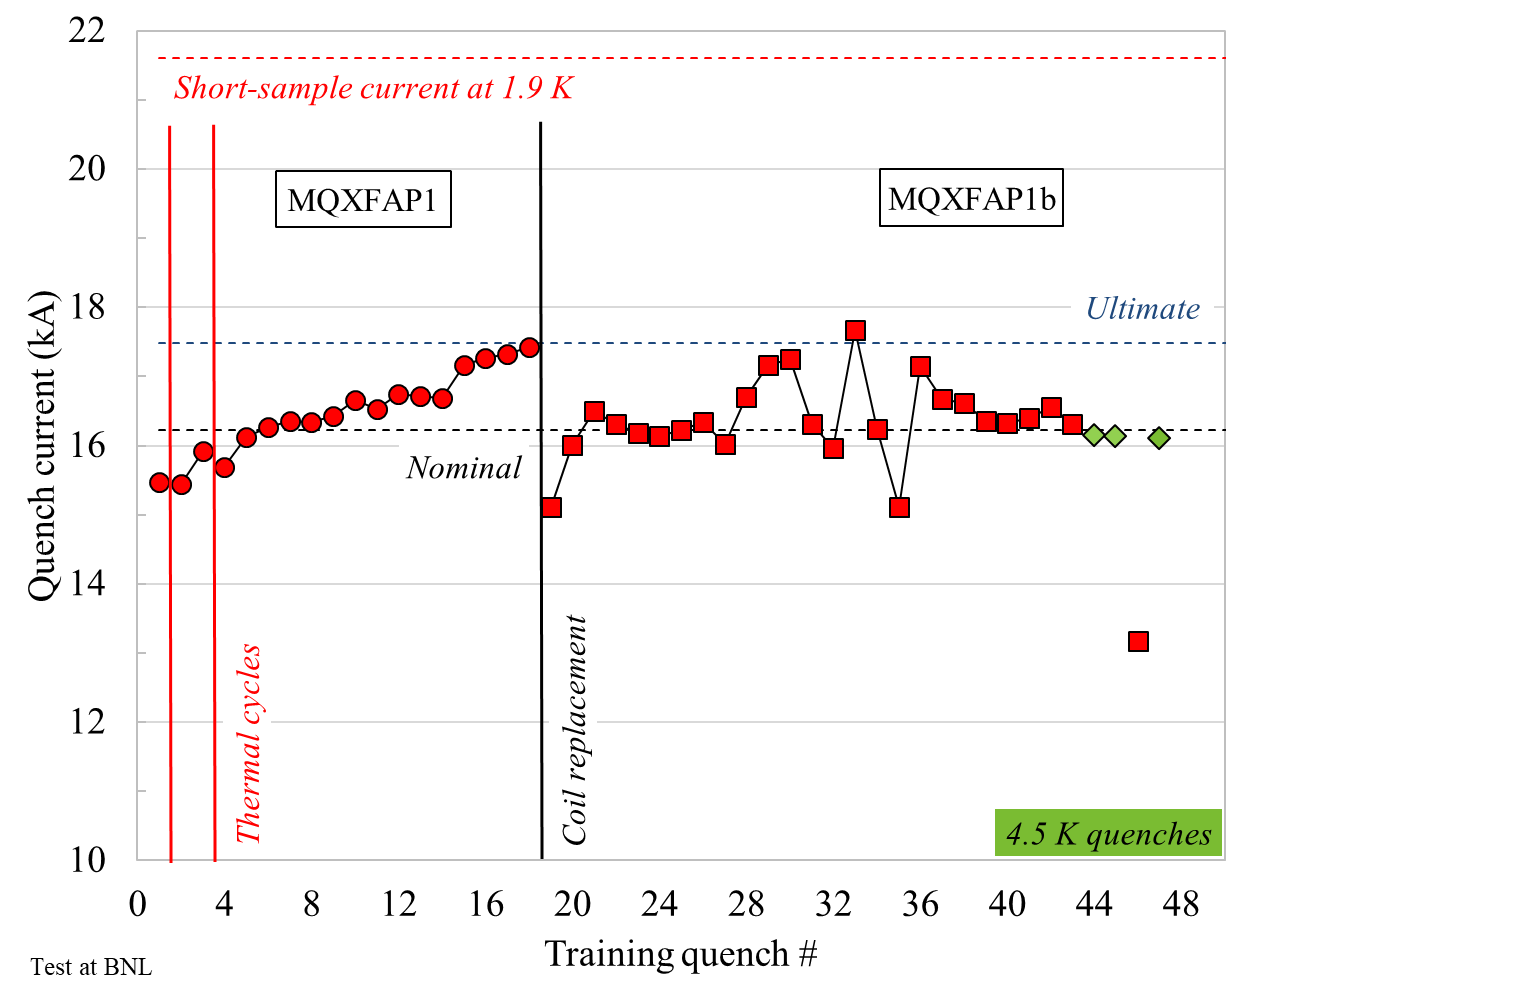 22
20
18
16
14
12
10
Quench current (kA)
Short-sample current at 1.9 K
MQXFAP1
MQXFAP1b
Ultimate
Nominal
Thermal cycles
Coil replacement
4.5 K quenches
0 4 8 12 16 20 24 28 32 36 40 44 48
Training quench #
Test at BNL